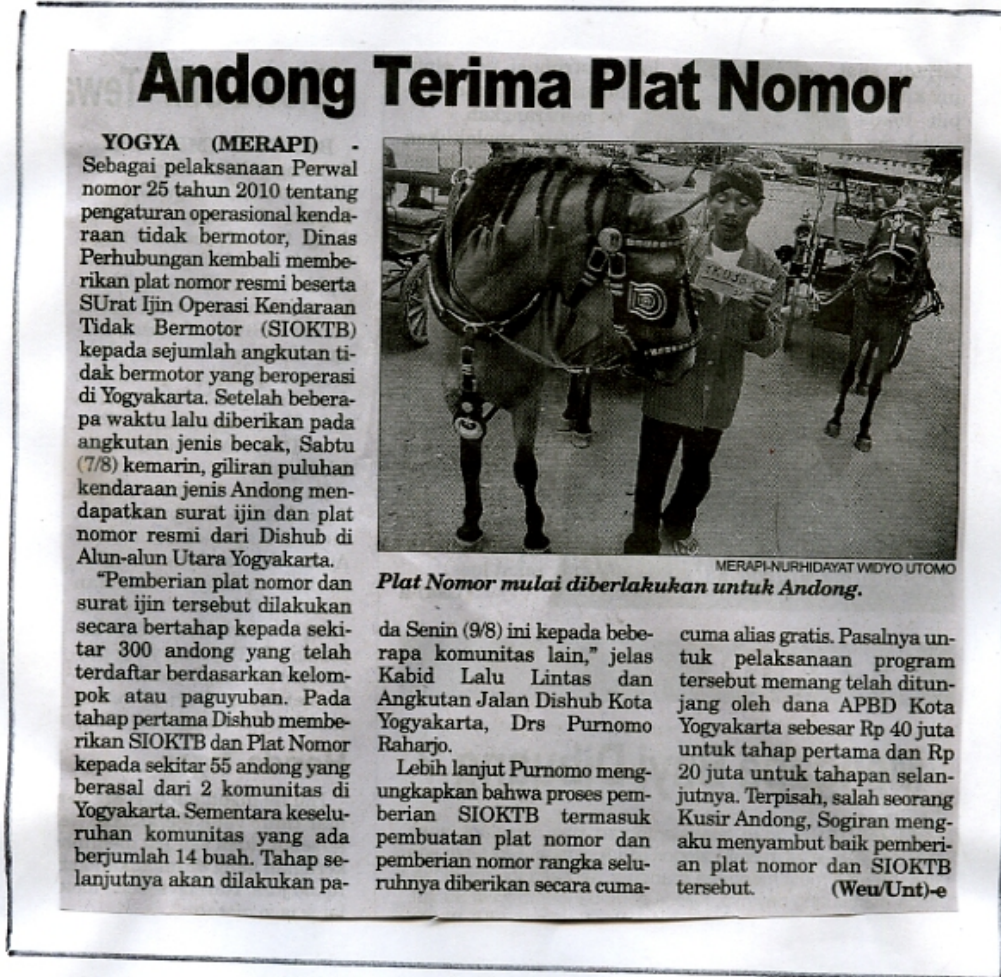 Andong Terima Plat Nomor
YOGYA (MERAPI) -
Sebagai pelaksanaan Perwal
nomor 25 tahun 2010 tentang
pengaturan operasional kenda-
raan tidak bermotor, Dinas
Perhubungan kembali membe-
rikan plat nomor resmi beserta
SUrat Ijin Operasi Kendaraan
Tidak Bermotor (SIOKTB)
kepada sejumlah angkutan ti-
dak bermotor yang beroperasi
di Yogyakarta. Setelah bebera-
pa waktu lalu diberikan pada
angkutan jenis becak, Sabtu
(7/8) kemarin, giliran puluhan
kendaraan jenis Andong men-
dapatkan surat ijin dan plat
nomor resmi dari Dishub di
Alun-alun Utara Yogyakarta.
"Pemberian plat nomor dan
surat ijin tersebut dilakukan
secara bertahap kepada seki-
tar 300 andong yang telah
terdaftar berdasarkan kelom-
pok atau paguyuban. Pada
tahap pertama Dishub membe-
rikan SIOKTB dan Plat Nomor
kepada sekitar 55 andong yang
berasal dari 2 komunitas di
Yogyakarta. Sementara keselu-
ruhan komunitas yang ada
berjumlah 14 buah. Tahap se-
lanjutnya akan dilakukan pa-
MERAPI-NURHIDAYAT WIDYO UTOMO
Plat Nomor mulai diberlakukan untuk Andong.
da Senin (9/8) ini kepada bebe-
rapa komunitas lain," jelas
Kabid Lalu Lintas dan
Angkutan Jalan Dishub Kota
Yogyakarta, Drs Purnomo
Raharjo.
Lebih lanjut Purnomo meng-
ungkapkan bahwa proses pem-
berian SIOKTB termasuk
pembuatan plat nomor dan
pemberian nomor rangka selu-
ruhnya diberikan secara cuma-
cuma alias gratis. Pasalnya un-
tuk pelaksanaan program
tersebut memang telah ditun-
jang oleh dana APBD Kota
Yogyakarta sebesar Rp 40 juta
untuk tahap pertama dan Rp
20 juta untuk tahapan selan-
jutnya. Terpisah, salah seorang
Kusir Andong, Sogiran meng-
aku menyambut baik pemberi-
an plat nomor dan SIOKTB
tersebut. (Weu/Unt)-e